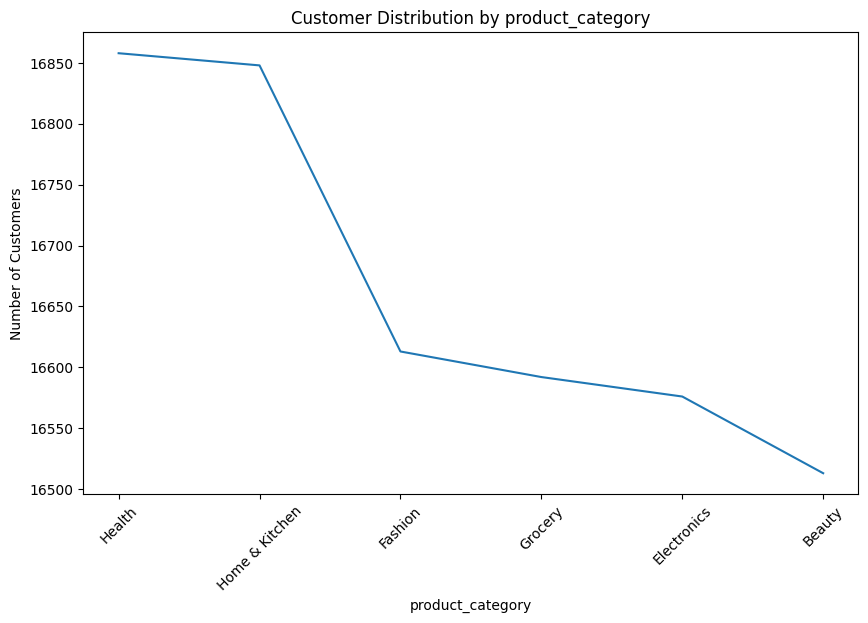 Customer Distribution by product_category
Number of Customers
16850
16800
16750
16700
16650
16600
16550
16500
Health
Home & Kitchen
Fashion
Grocery
Electronics
Beauty
product_category